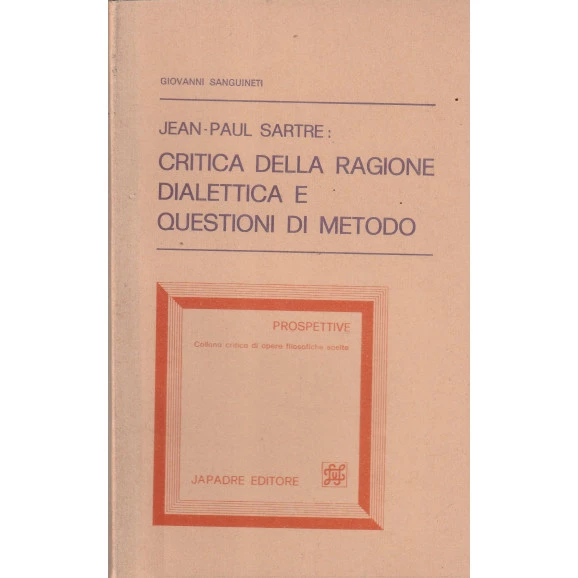 GIOVANNI SANGUINETI
JEAN-PAUL SARTRE:
CRITICA DELLA RAGIONE
DIALETTICA E
QUESTIONI DI METODO
PROSPETTIVE
Collana critica di opere filosofiche scelte
JAPADRE EDITORE